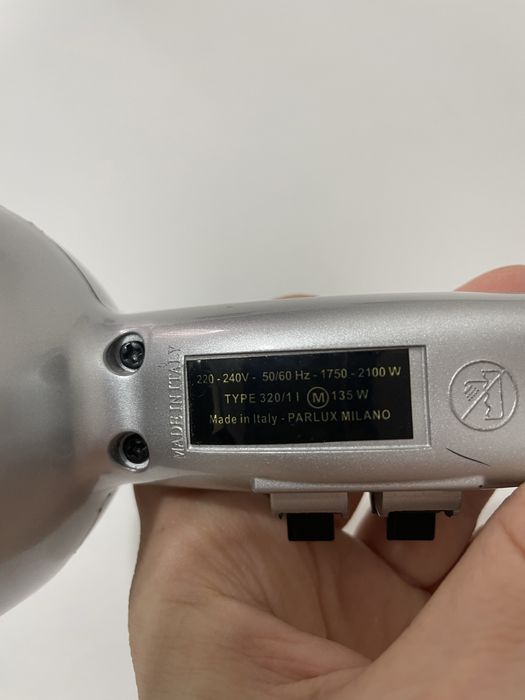 MADE IN ITALY
220 - 240V - 50/60 Hz - 1750 - 2100 W
TYPE 320/1 I Ⓜ 135 W
Made in Italy - PARLUX MILANO